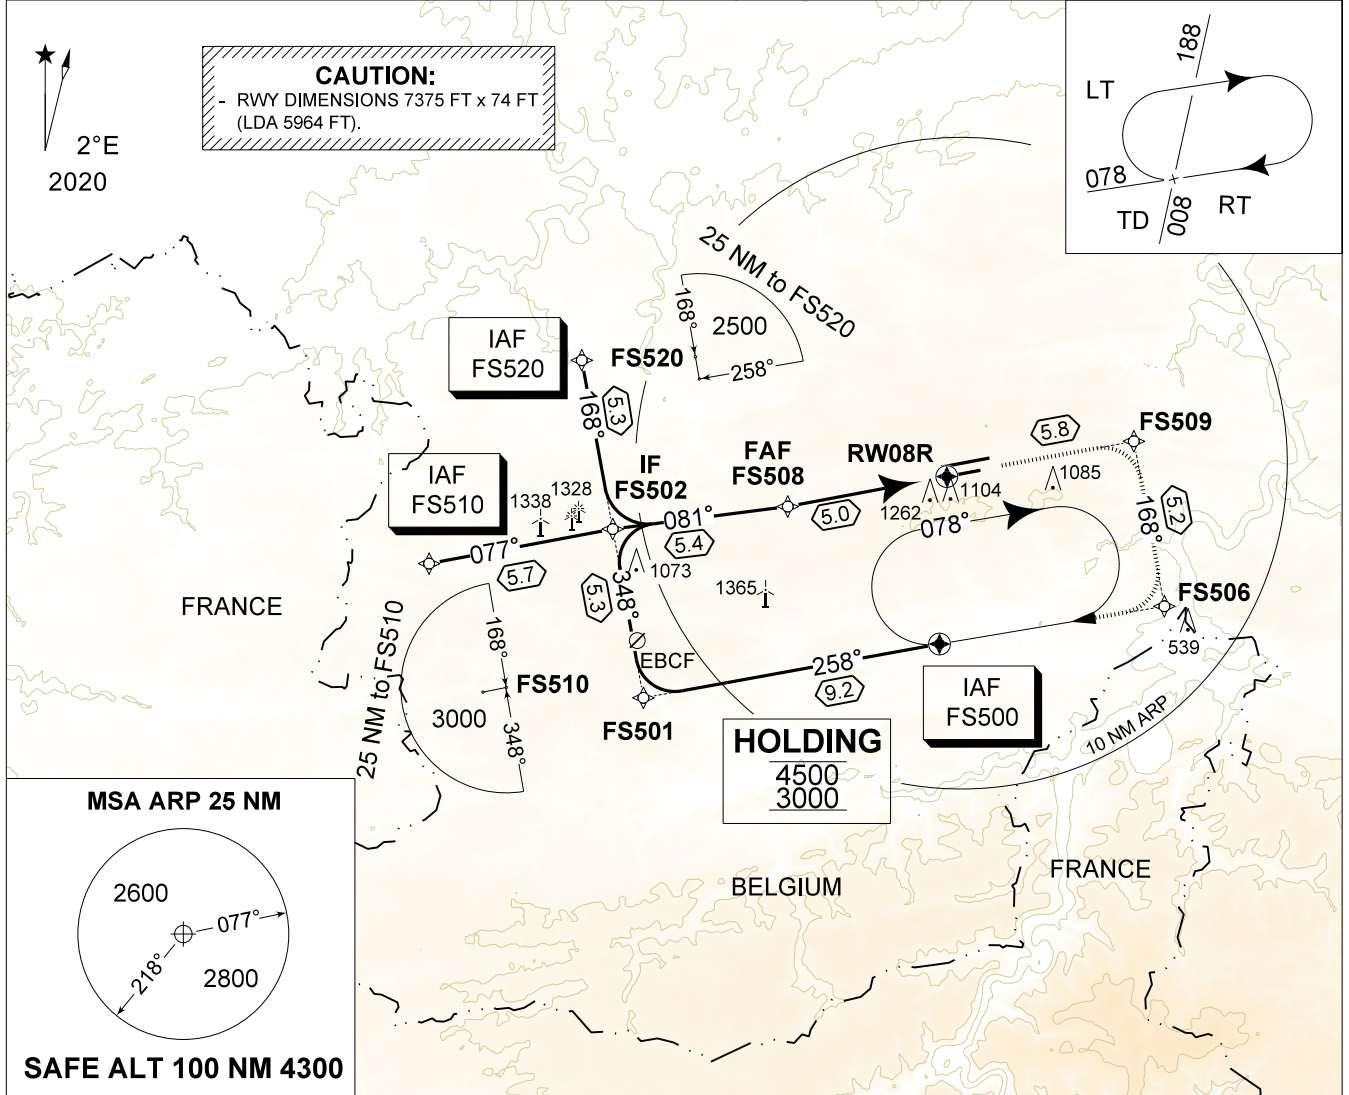 2°E
2020
CAUTION:
- RWY DIMENSIONS 7375 FT x 74 FT
(LDA 5964 FT).
LT
188
078
TD
008
RT
25 NM to FS520
168°
2500
258°
IAF
FS520
FS520
168°
5.3
IAF
FS510
1338
1328
IF
FS502
FAF
FS508
RW08R
5.8
FS509
1085
1104
1262
077°
5.7
081°
5.4
5.0
078°
168°
5.2
1073
1365
5.3
348°
FS506
539
FRANCE
25 NM to FS510
168°
FS510
3000
348°
EBCF
FS501
258°
9.2
IAF
FS500
10 NM ARP
HOLDING
4500
3000
MSA ARP 25 NM
2600
077°
218°
2800
SAFE ALT 100 NM 4300
BELGIUM
FRANCE